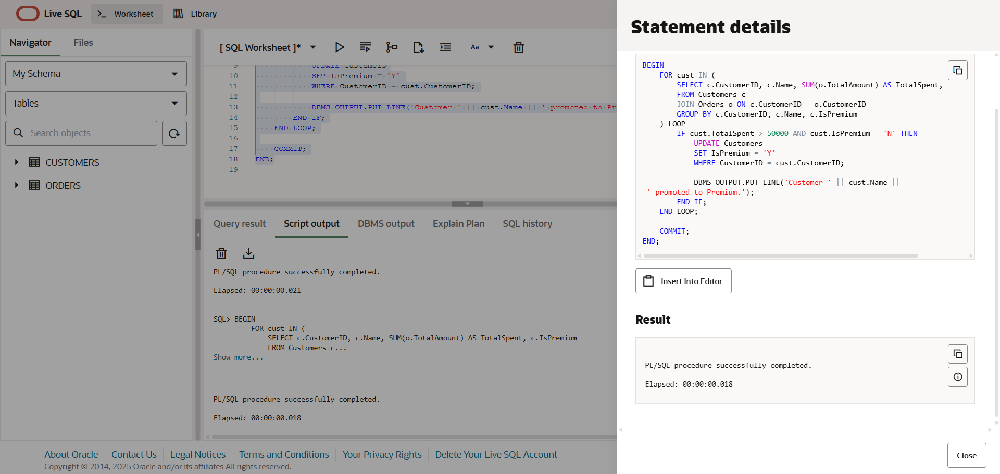 Live SQL
Worksheet
Library
Navigator
Files
My Schema
Tables
Search objects
CUSTOMERS
ORDERS
[ SQL Worksheet ]*
Aa
9 UPDATE Customers
10 SET IsPremium = 'Y'
11 WHERE CustomerID = cust.CustomerID;
12
13 DBMS_OUTPUT.PUT_LINE('Customer ' || cust.Name || ' promoted to Pr
14 END IF;
15 END LOOP;
16
17 COMMIT;
18 END;
19
Query result
Script output
DBMS output
Explain Plan
SQL history
PL/SQL procedure successfully completed.
Elapsed: 00:00:00.021
SQL> BEGIN
FOR cust IN (
SELECT c.CustomerID, c.Name, SUM(o.TotalAmount) AS TotalSpent, c.IsPremium
FROM Customers c...
Show more...
PL/SQL procedure successfully completed.
Elapsed: 00:00:00.018
Statement details
BEGIN
FOR cust IN (
SELECT c.CustomerID, c.Name, SUM(o.TotalAmount) AS TotalSpent,
FROM Customers c
JOIN Orders o ON c.CustomerID = o.CustomerID
GROUP BY c.CustomerID, c.Name, c.IsPremium
) LOOP
IF cust.TotalSpent > 50000 AND cust.IsPremium = 'N' THEN
UPDATE Customers
SET IsPremium = 'Y'
WHERE CustomerID = cust.CustomerID;
DBMS_OUTPUT.PUT_LINE('Customer ' || cust.Name ||
' promoted to Premium.');
END IF;
END LOOP;
COMMIT;
END;
Insert Into Editor
Result
PL/SQL procedure successfully completed.
Elapsed: 00:00:00.018
Close
About Oracle
Contact Us
Legal Notices
Terms and Conditions
Your Privacy Rights
Delete Your Live SQL Account
Copyright © 2014, 2025 Oracle and/or its affiliates All rights reserved.